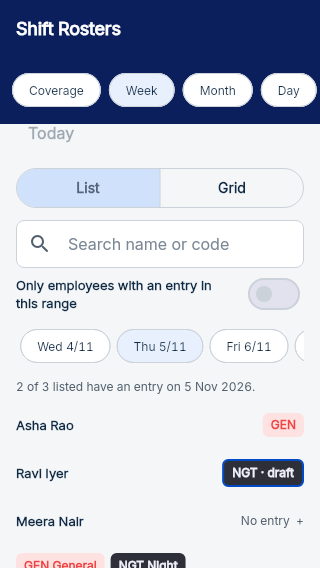 Shift Rosters
Coverage Week Month Day
Today
List Grid
Search name or code
Only employees with an entry in
this range
Wed 4/11 Thu 5/11 Fri 6/11
2 of 3 listed have an entry on 5 Nov 2026.
Asha Rao GEN
Ravi Iyer NGT · draft
Meera Nair No entry +
GEN General NGT Night